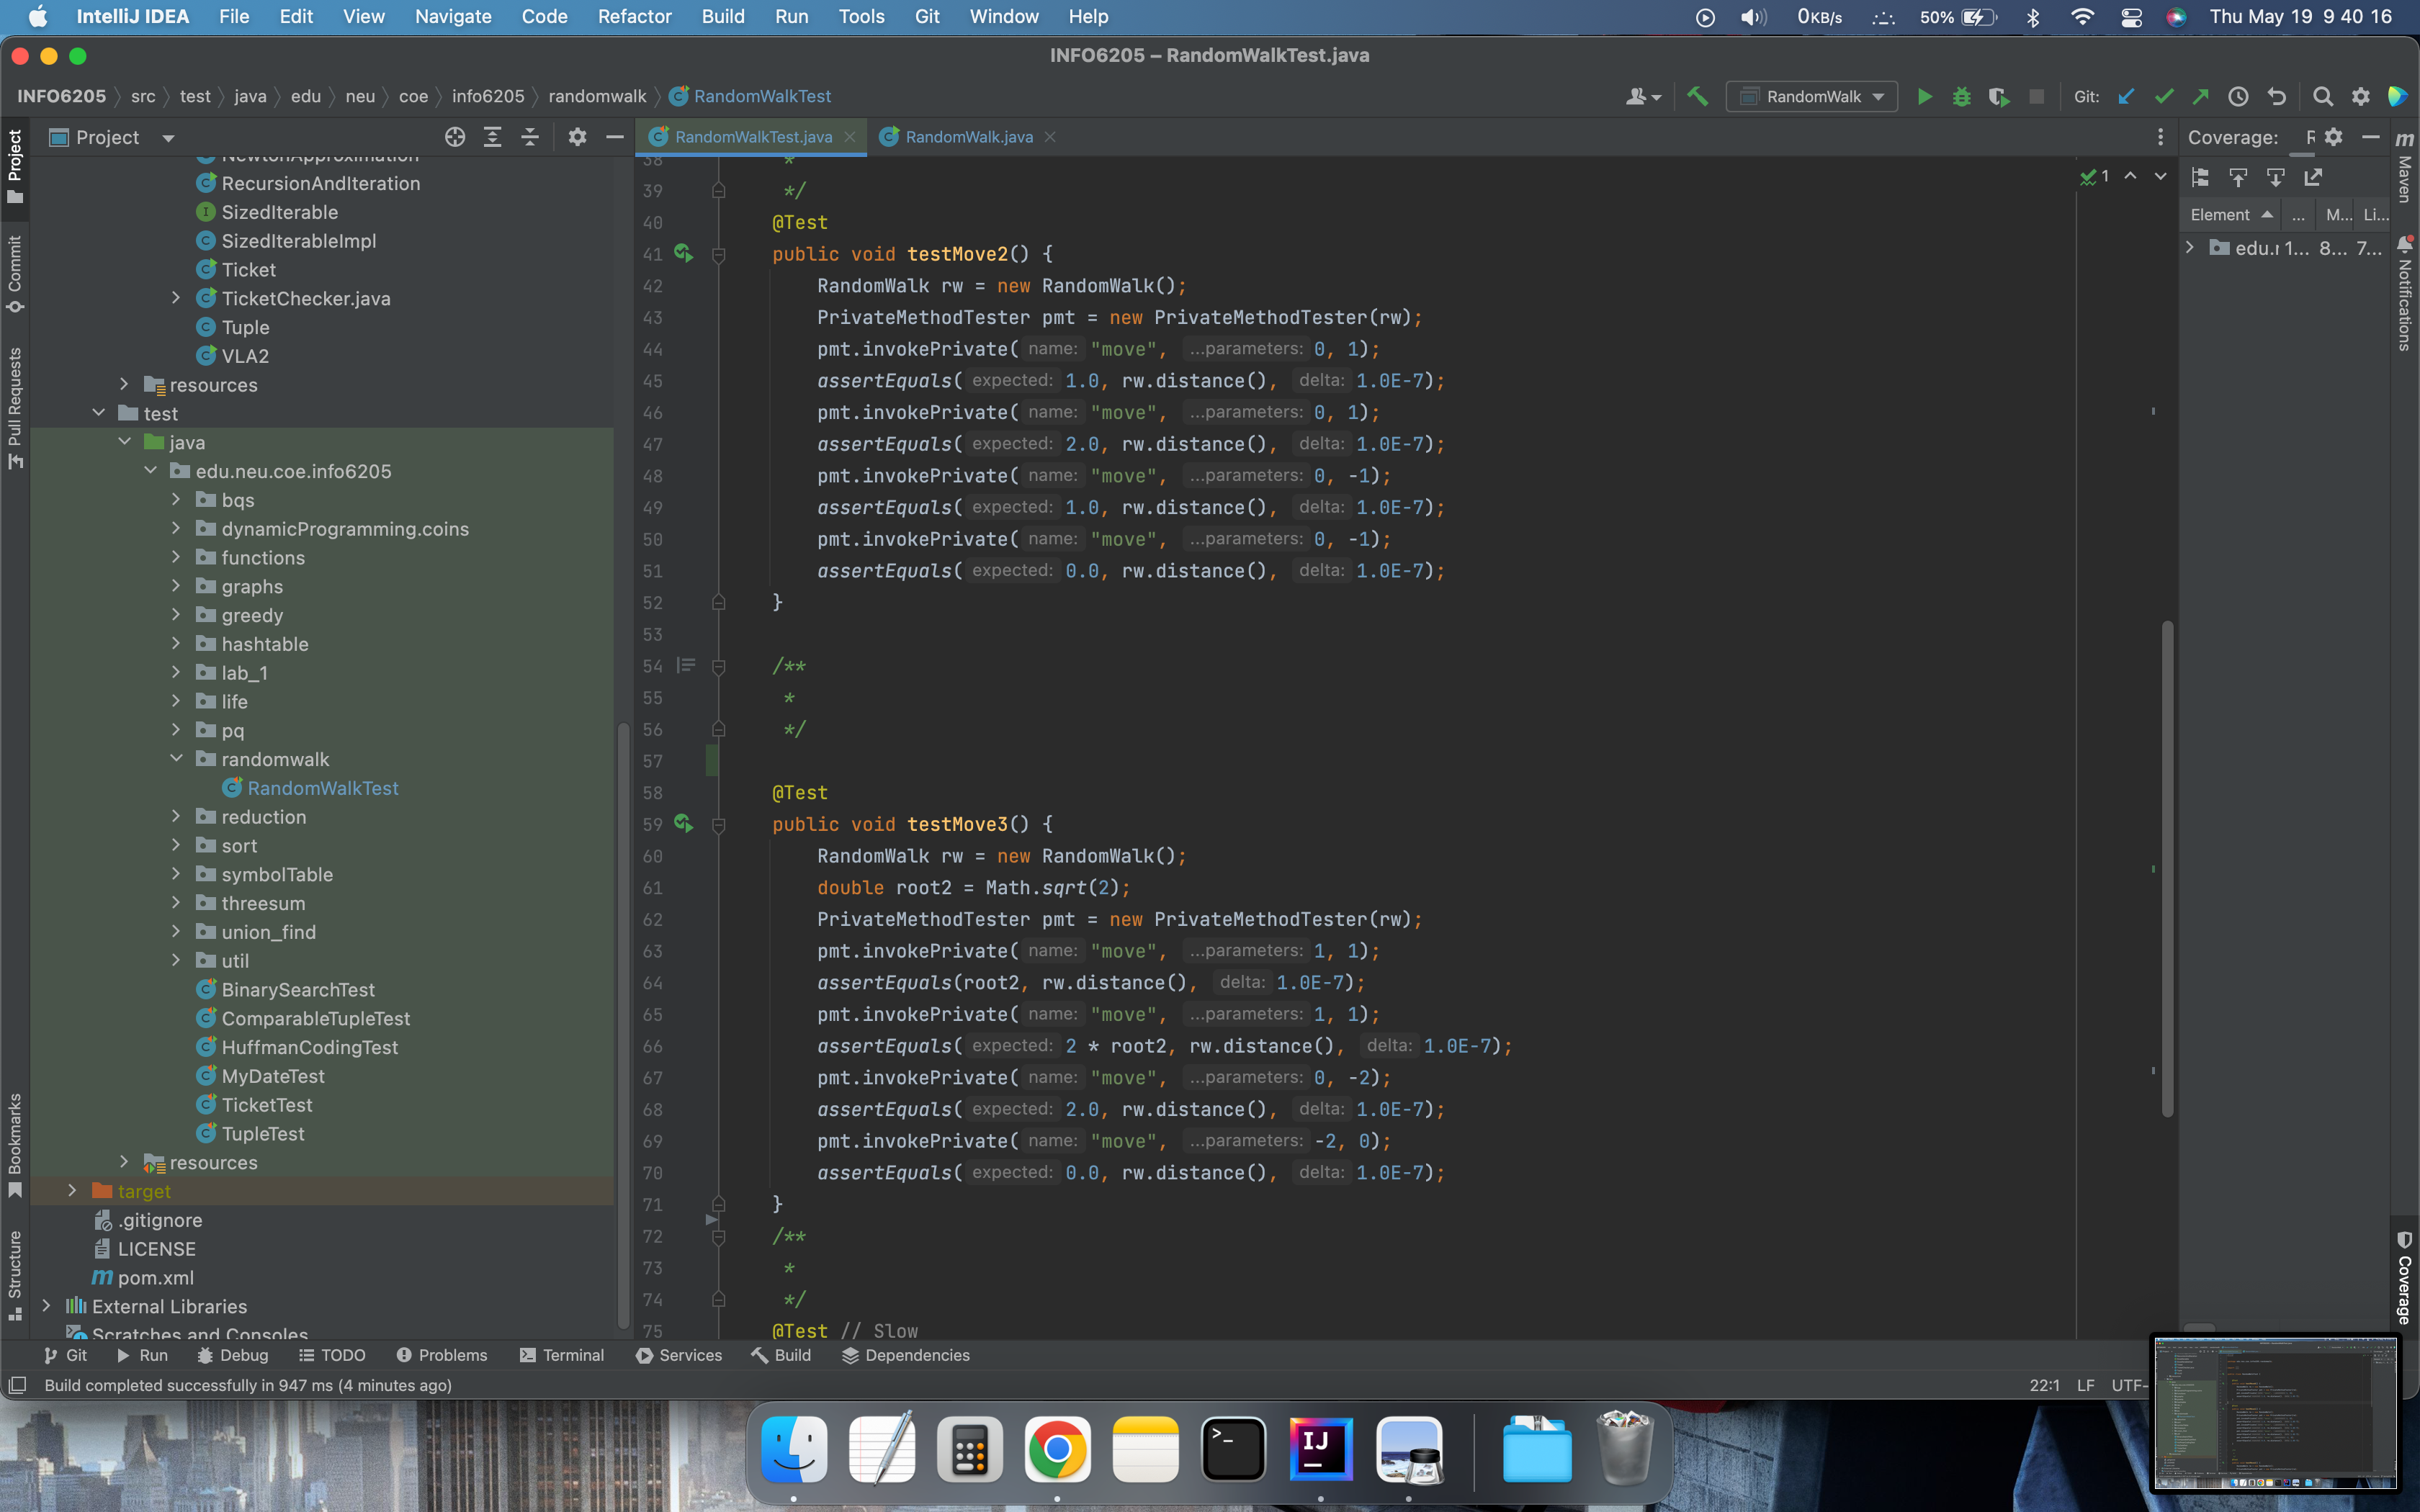 IntelliJ IDEA File Edit View Navigate Code Refactor Build Run Tools Git Window Help 0KB/s 50% Thu May 19 9 40 16
INFO6205 – RandomWalkTest.java
INFO6205 src test java edu neu coe info6205 randomwalk RandomWalkTest RandomWalk Git:
Project
RandomWalkTest.java RandomWalk.java
Coverage:
Element ... M... Li...
edu.r 1... 8... 7...
Project
Commit
Pull Requests
Bookmarks
Structure
NewtonApproximation
RecursionAndIteration
SizedIterable
SizedIterableImpl
Ticket
TicketChecker.java
Tuple
VLA2
resources
test
java
edu.neu.coe.info6205
bqs
dynamicProgramming.coins
functions
graphs
greedy
hashtable
lab_1
life
pq
randomwalk
RandomWalkTest
reduction
sort
symbolTable
threesum
union_find
util
BinarySearchTest
ComparableTupleTest
HuffmanCodingTest
MyDateTest
TicketTest
TupleTest
resources
target
.gitignore
LICENSE
pom.xml
External Libraries
Scratches and Consoles
38 *
39 */
40 @Test
41 public void testMove2() {
42 RandomWalk rw = new RandomWalk();
43 PrivateMethodTester pmt = new PrivateMethodTester(rw);
44 pmt.invokePrivate( name: "move", ...parameters: 0, 1);
45 assertEquals( expected: 1.0, rw.distance(), delta: 1.0E-7);
46 pmt.invokePrivate( name: "move", ...parameters: 0, 1);
47 assertEquals( expected: 2.0, rw.distance(), delta: 1.0E-7);
48 pmt.invokePrivate( name: "move", ...parameters: 0, -1);
49 assertEquals( expected: 1.0, rw.distance(), delta: 1.0E-7);
50 pmt.invokePrivate( name: "move", ...parameters: 0, -1);
51 assertEquals( expected: 0.0, rw.distance(), delta: 1.0E-7);
52 }
53
54 /**
55 *
56 */
57
58 @Test
59 public void testMove3() {
60 RandomWalk rw = new RandomWalk();
61 double root2 = Math.sqrt(2);
62 PrivateMethodTester pmt = new PrivateMethodTester(rw);
63 pmt.invokePrivate( name: "move", ...parameters: 1, 1);
64 assertEquals(root2, rw.distance(), delta: 1.0E-7);
65 pmt.invokePrivate( name: "move", ...parameters: 1, 1);
66 assertEquals( expected: 2 * root2, rw.distance(), delta: 1.0E-7);
67 pmt.invokePrivate( name: "move", ...parameters: 0, -2);
68 assertEquals( expected: 2.0, rw.distance(), delta: 1.0E-7);
69 pmt.invokePrivate( name: "move", ...parameters: -2, 0);
70 assertEquals( expected: 0.0, rw.distance(), delta: 1.0E-7);
71 }
72 /**
73 *
74 */
75 @Test // Slow
1
m
Maven
Notifications
Coverage
Git Run Debug TODO Problems Terminal Services Build Dependencies
Build completed successfully in 947 ms (4 minutes ago) 22:1 LF UTF-
IJ